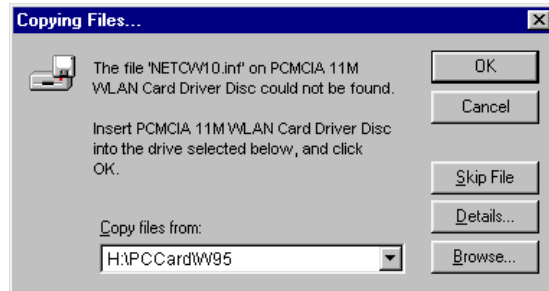 Copying Files...
The file 'NETCW10.inf' on PCMCIA 11M
WLAN Card Driver Disc could not be found.
Insert PCMCIA 11M WLAN Card Driver Disc
into the drive selected below, and click
OK.
Copy files from:
H:\PCCard\W95
OK
Cancel
Skip File
Details...
Browse...